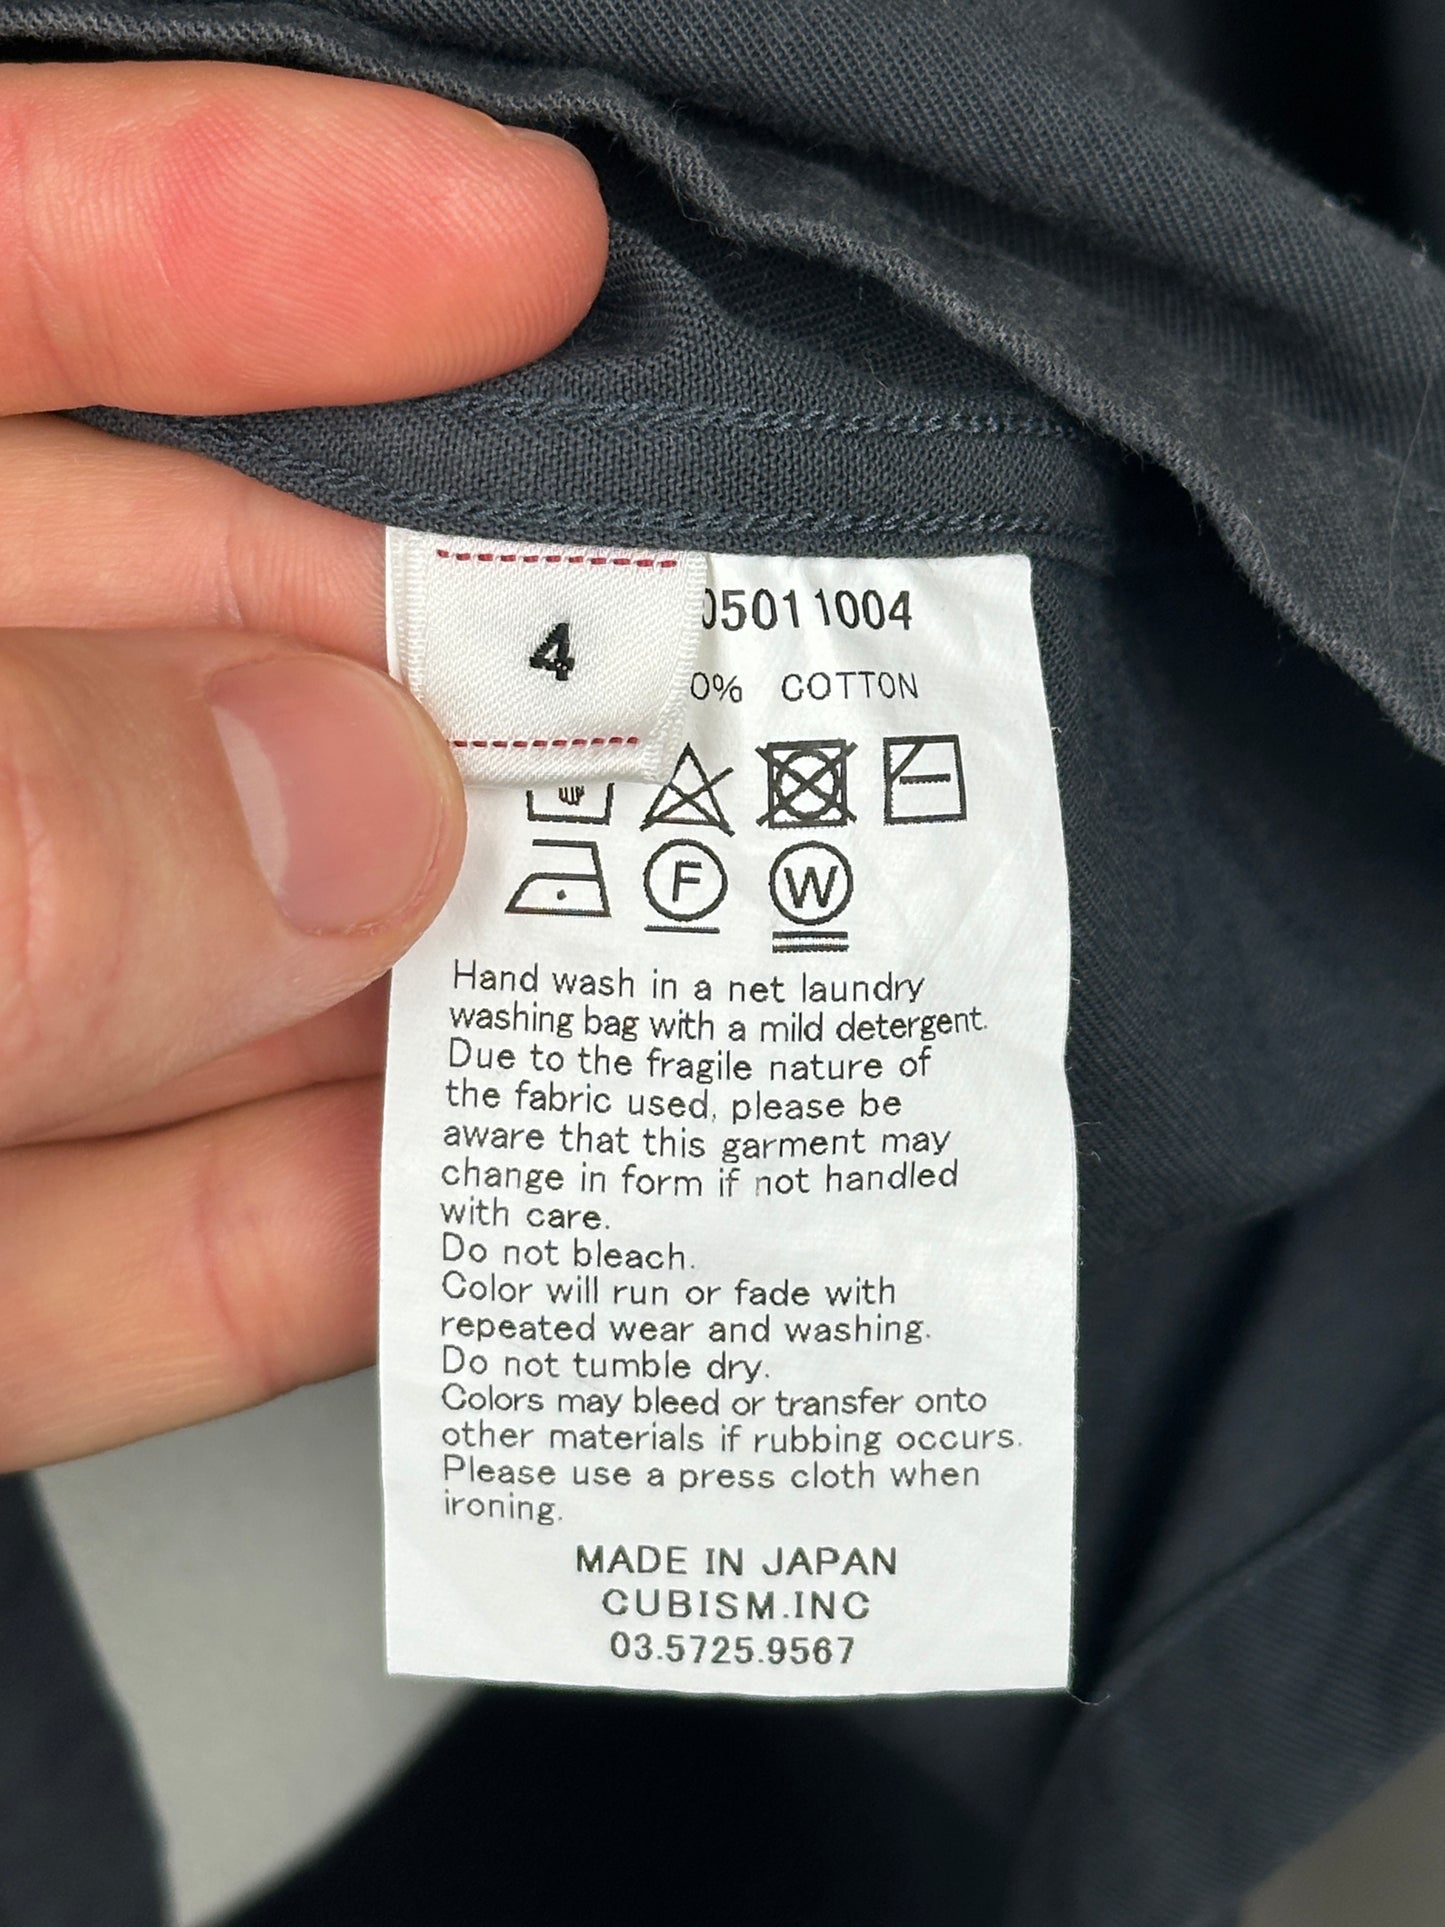 4
05011004
0% COTTON
F W
Hand wash in a net laundry
washing bag with a mild detergent.
Due to the fragile nature of
the fabric used, please be
aware that this garment may
change in form if not handled
with care.
Do not bleach.
Color will run or fade with
repeated wear and washing.
Do not tumble dry.
Colors may bleed or transfer onto
other materials if rubbing occurs.
Please use a press cloth when
ironing.
MADE IN JAPAN
CUBISM.INC
03.5725.9567